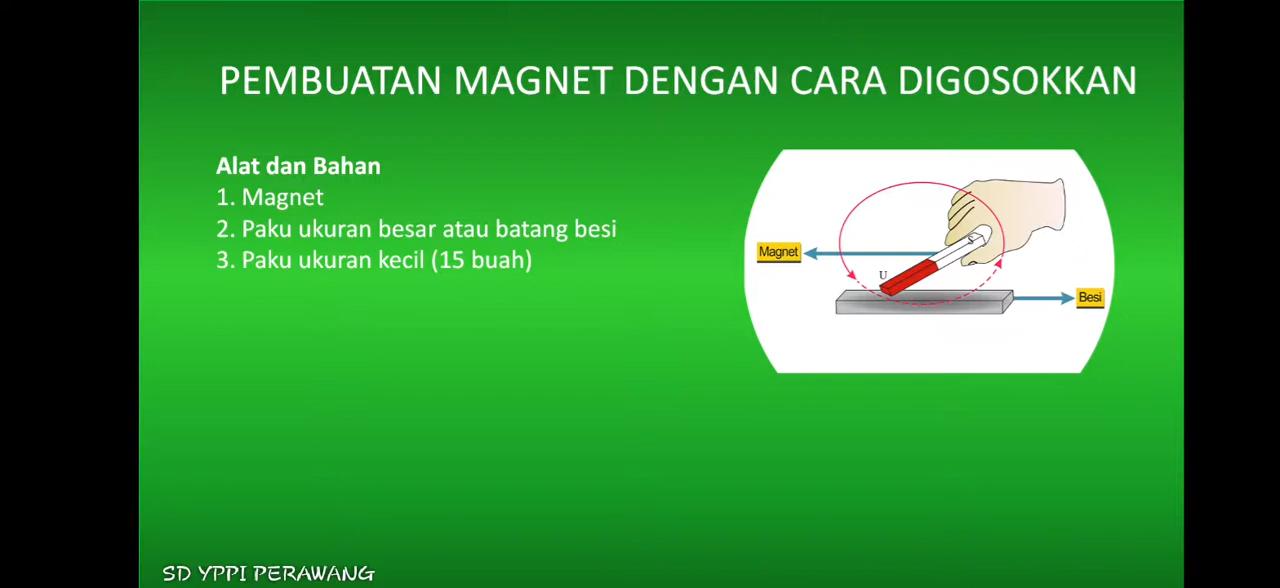 PEMBUATAN MAGNET DENGAN CARA DIGOSOKKAN
Alat dan Bahan
1. Magnet
2. Paku ukuran besar atau batang besi
3. Paku ukuran kecil (15 buah)
S
Magnet
U
Besi
SD YPPI PERAWANG